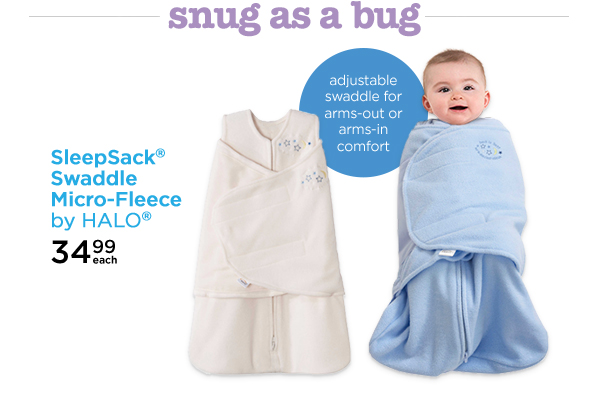 snug as a bug
adjustable
swaddle for
arms-out or
arms-in
comfort
SleepSack®
Swaddle
Micro-Fleece
by HALO®
34.99
each